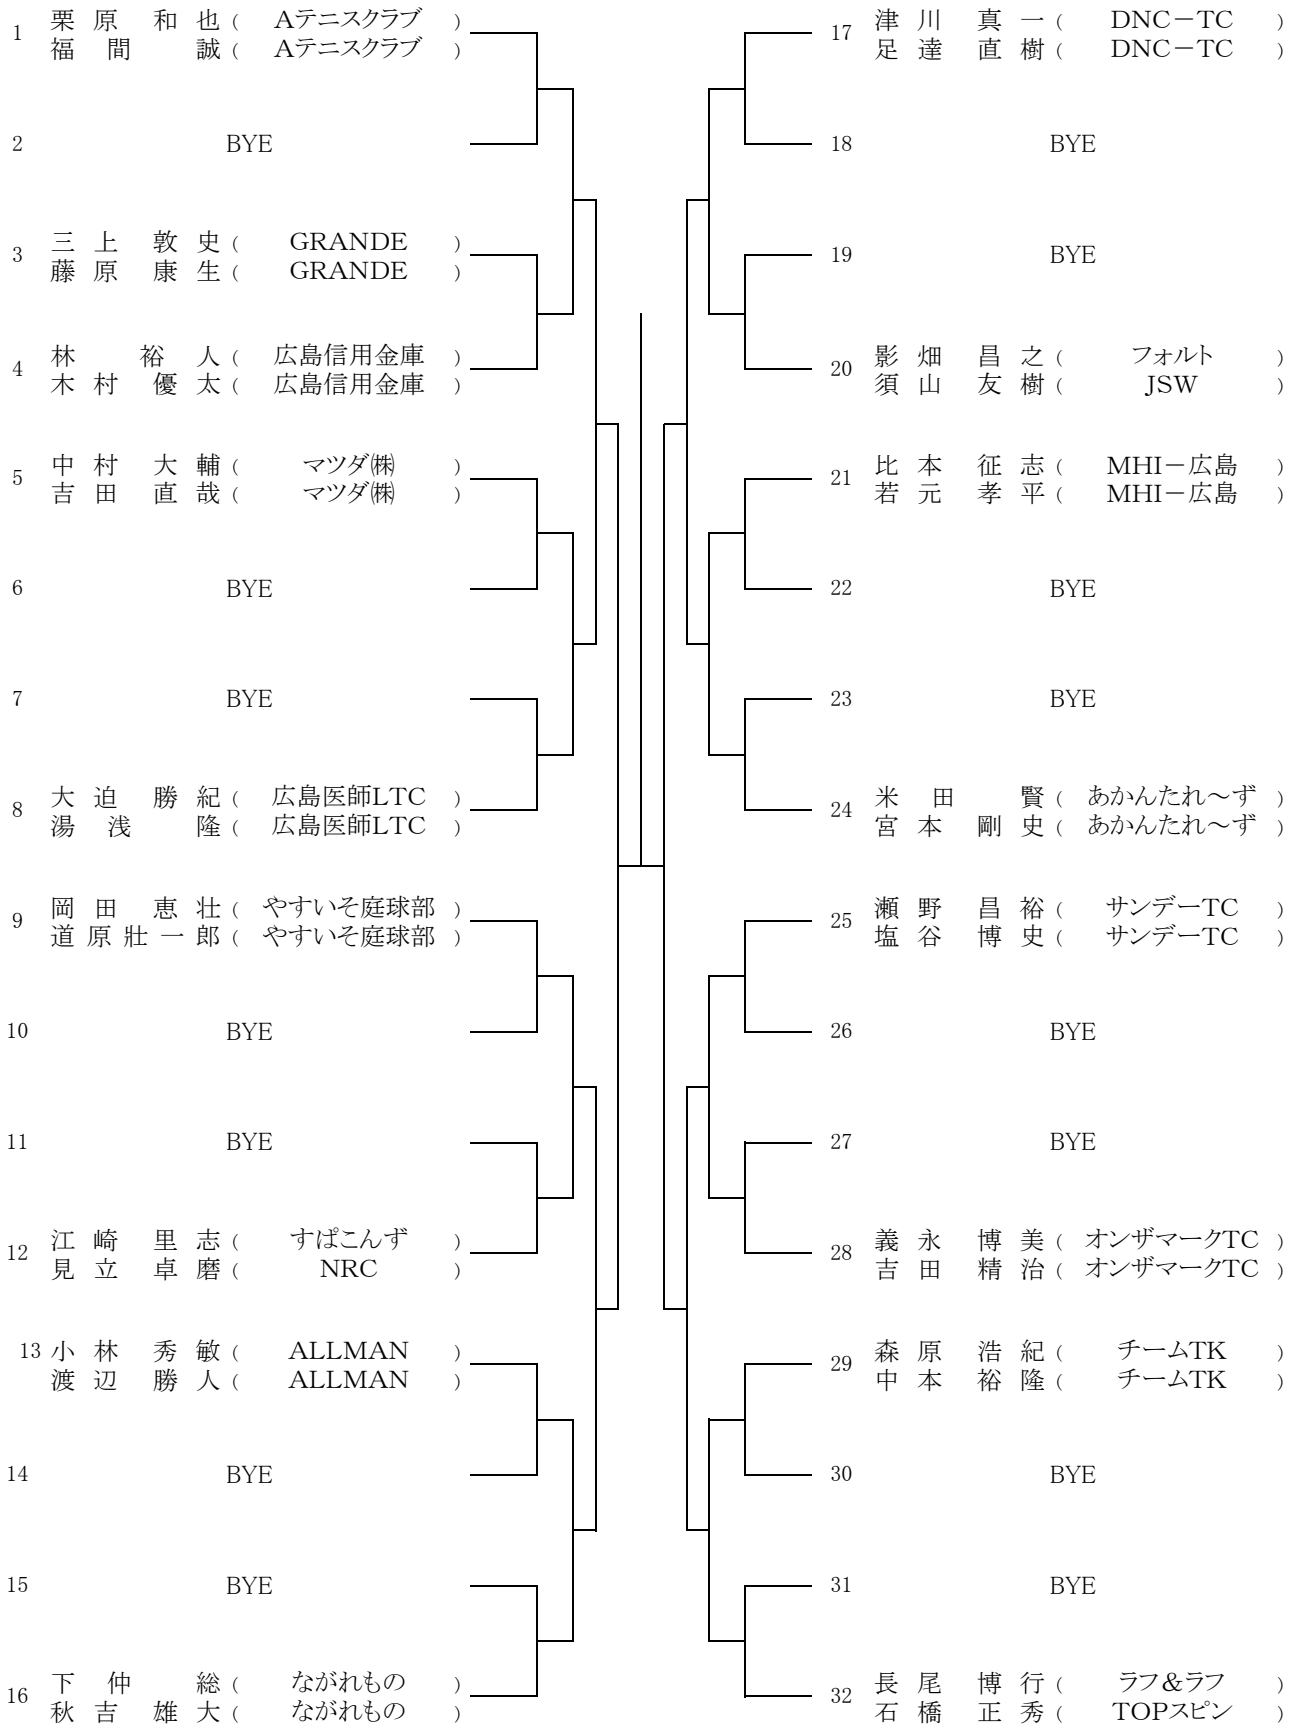 1 栗原 和也 ( Aテニスクラブ )
福間 誠 ( Aテニスクラブ )
2 BYE
3 三上 敦史 ( GRANDE )
藤原 康生 ( GRANDE )
4 林 裕人 ( 広島信用金庫 )
木村 優太 ( 広島信用金庫 )
5 中村 大輔 ( マツダ㈱ )
吉田 直哉 ( マツダ㈱ )
6 BYE
7 BYE
8 大迫 勝紀 ( 広島医師LTC )
湯浅 隆 ( 広島医師LTC )
9 岡田 恵壮 ( やすいそ庭球部 )
道原壯一郎 ( やすいそ庭球部 )
10 BYE
11 BYE
12 江崎 里志 ( すぱこんず )
見立 卓磨 ( NRC )
13 小林 秀敏 ( ALLMAN )
渡辺 勝人 ( ALLMAN )
14 BYE
15 BYE
16 下仲 総 ( ながれもの )
秋吉 雄大 ( ながれもの )
17 津川 真一 ( DNC－TC )
足達 直樹 ( DNC－TC )
18 BYE
19 BYE
20 影畑 昌之 ( フォルト )
須山 友樹 ( JSW )
21 比本 征志 ( MHI－広島 )
若元 孝平 ( MHI－広島 )
22 BYE
23 BYE
24 米田 賢 ( あかんたれ～ず )
宮本 剛史 ( あかんたれ～ず )
25 瀬野 昌裕 ( サンデーTC )
塩谷 博史 ( サンデーTC )
26 BYE
27 BYE
28 義永 博美 ( オンザマークTC )
吉田 精治 ( オンザマークTC )
29 森原 浩紀 ( チームTK )
中本 裕隆 ( チームTK )
30 BYE
31 BYE
32 長尾 博行 ( ラフ&ラフ )
石橋 正秀 ( TOPスピン )